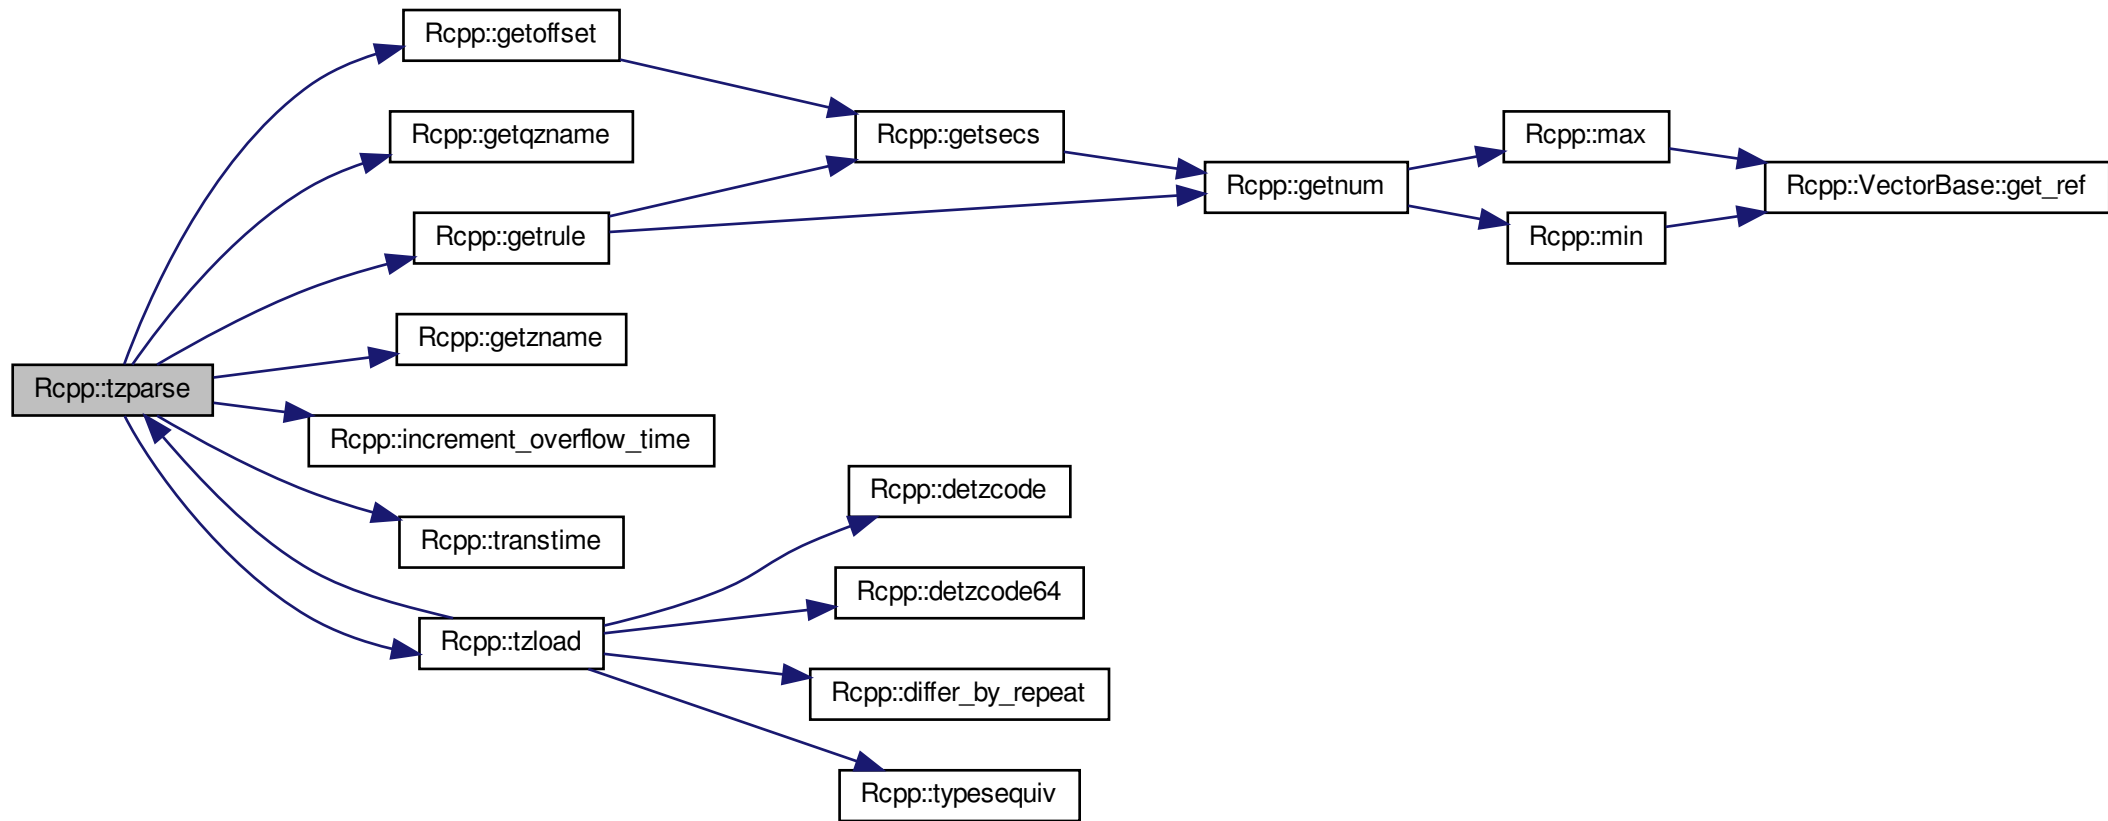 Rcpp::getoffset
Rcpp::getqzname
Rcpp::getsecs
Rcpp::max
Rcpp::getnum
Rcpp::VectorBase::get_ref
Rcpp::getrule
Rcpp::min
Rcpp::getzname
Rcpp::tzparse
Rcpp::increment_overflow_time
Rcpp::detzcode
Rcpp::transtime
Rcpp::detzcode64
Rcpp::tzload
Rcpp::differ_by_repeat
Rcpp::typesequiv